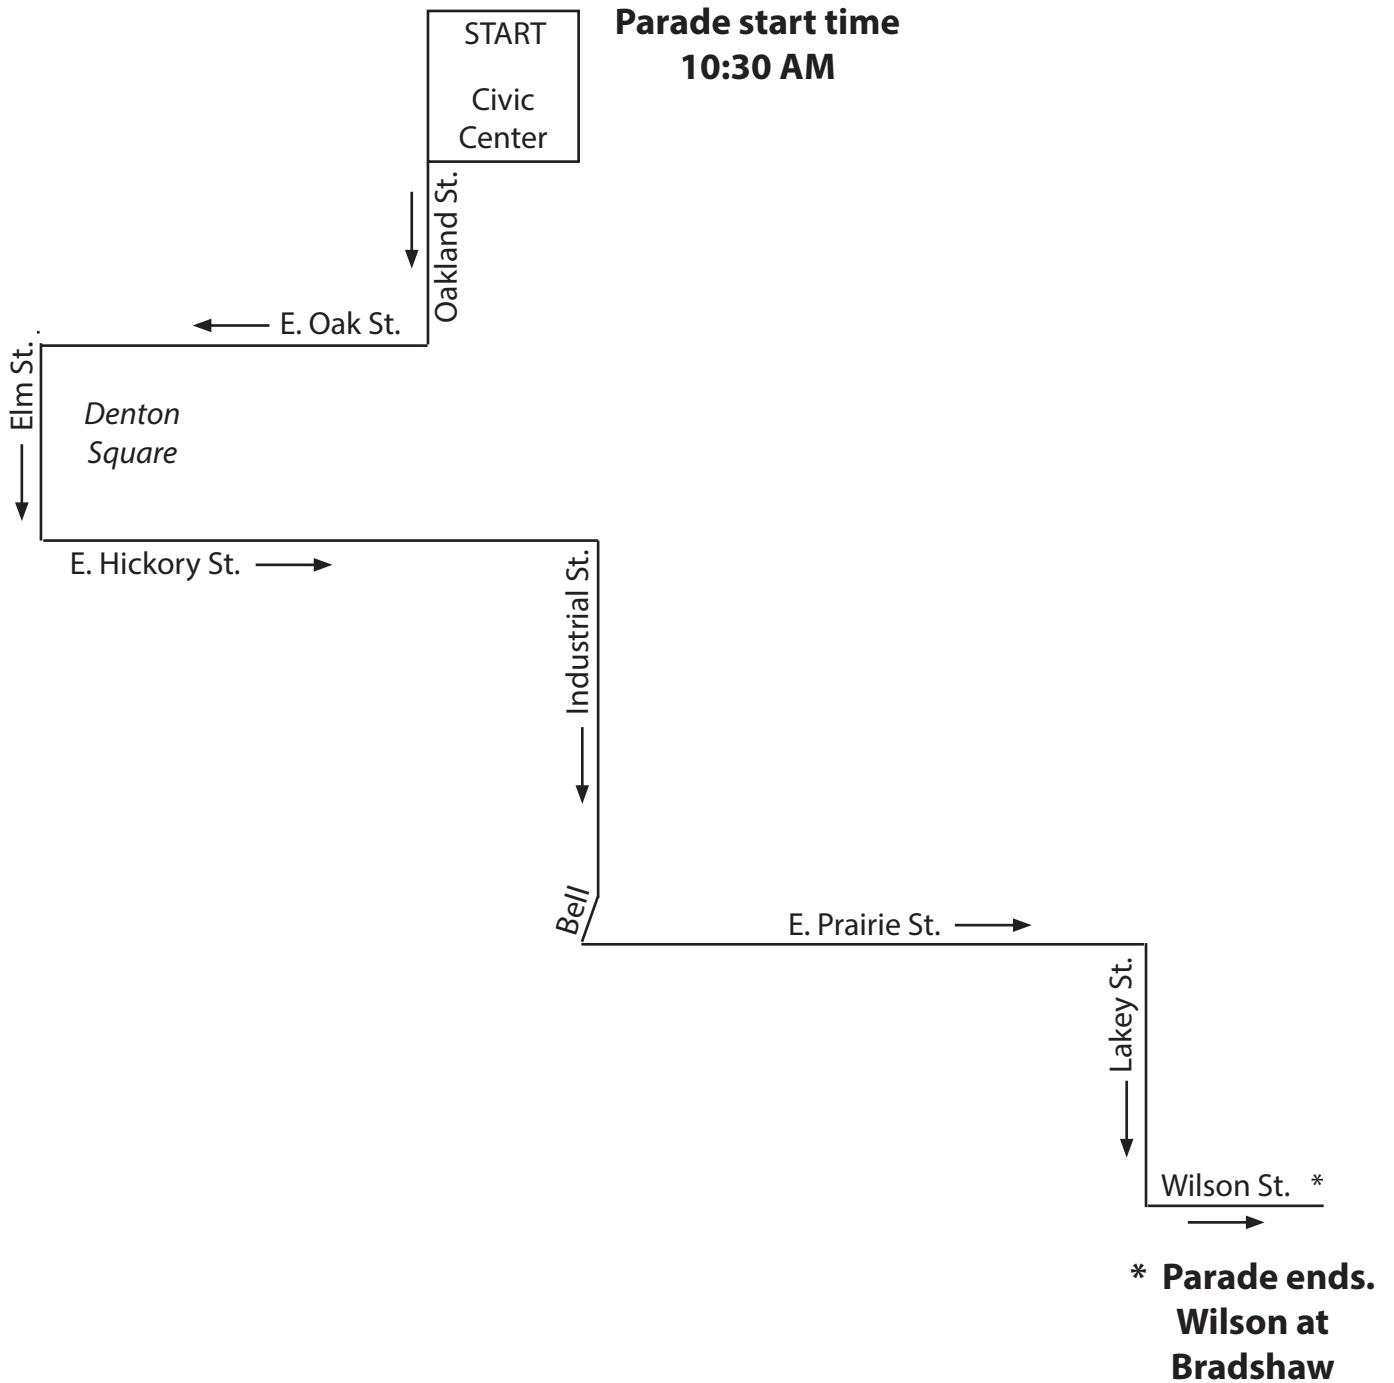 START
Civic
Center
Parade start time
10:30 AM
Oakland St.
E. Oak St.
Elm St.
Denton
Square
E. Hickory St.
Industrial St.
Bell
E. Prairie St.
Lakey St.
Wilson St. *
* Parade ends.
Wilson at
Bradshaw